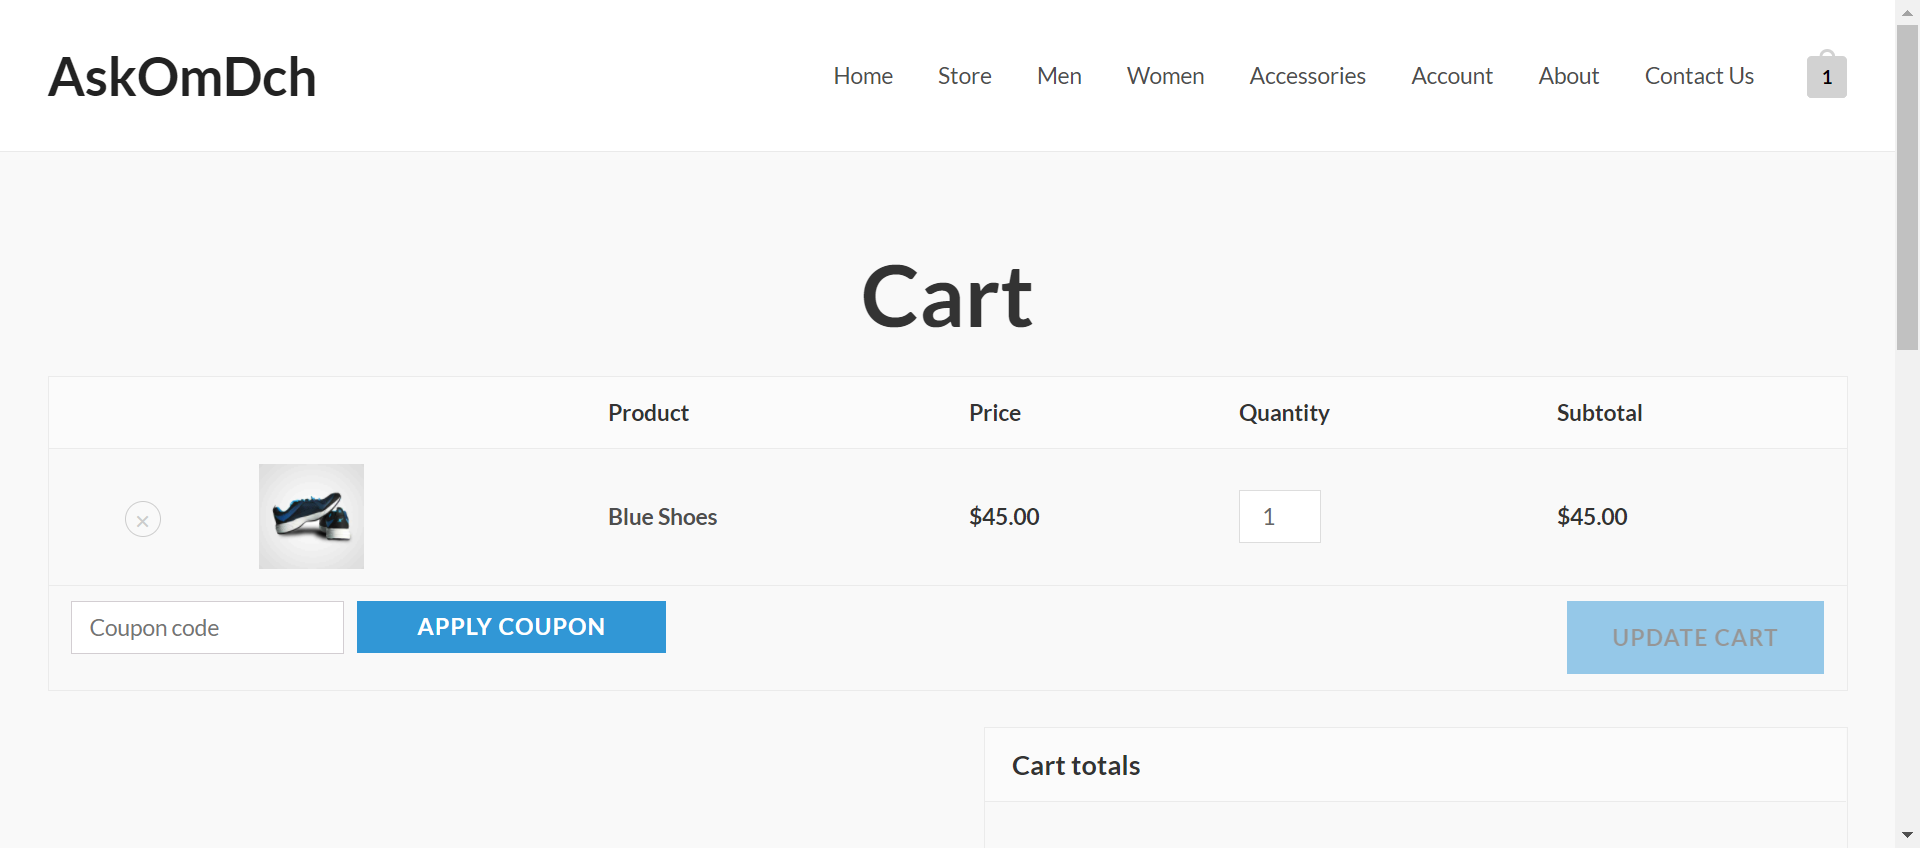 AskOmDch
Home Store Men Women Accessories Account About Contact Us 1
Cart
Product Price Quantity Subtotal
× Blue Shoes $45.00 1 $45.00
Coupon code APPLY COUPON UPDATE CART
Cart totals